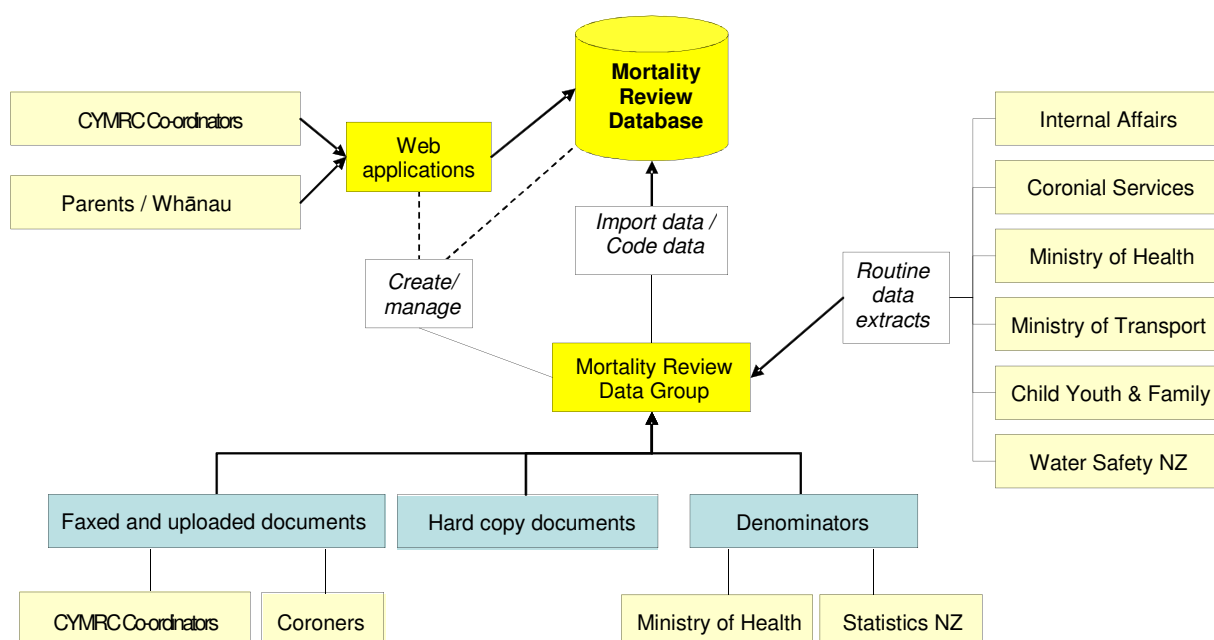 Mortality
Review
Database
CYMRC Co-ordinators
Parents / Whānau
Web
applications
Internal Affairs
Coronial Services
Ministry of Health
Ministry of Transport
Child Youth & Family
Water Safety NZ
Import data /
Code data
Create/
manage
Routine
data
extracts
Mortality Review
Data Group
Faxed and uploaded documents
Hard copy documents
Denominators
CYMRC Co-ordinators
Coroners
Ministry of Health
Statistics NZ